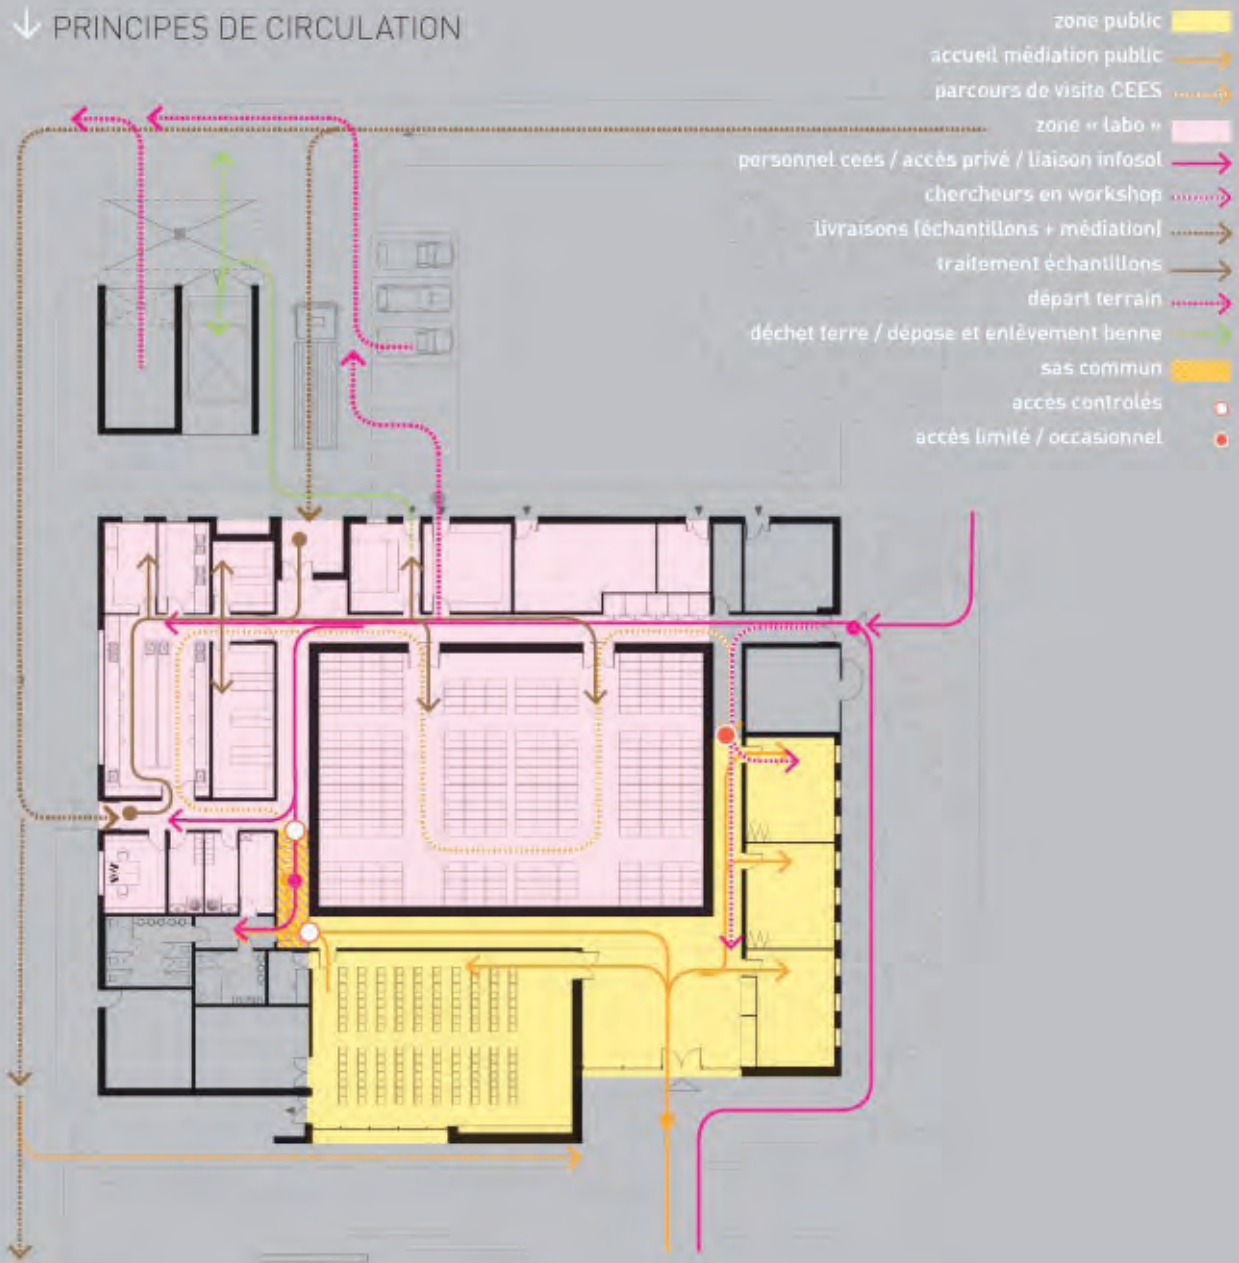 PRINCIPES DE CIRCULATION
zone public
accueil médiation public
parcours de visite CEES
zone « labo »
personnel cees / accès privé / liaison infosol
chercheurs en workshop
livraisons (échantillons + médiation)
traitement échantillons
départ terrain
déchet terre / dépose et enlèvement benne
sas commun
accès controlés
accès limité / occasionnel